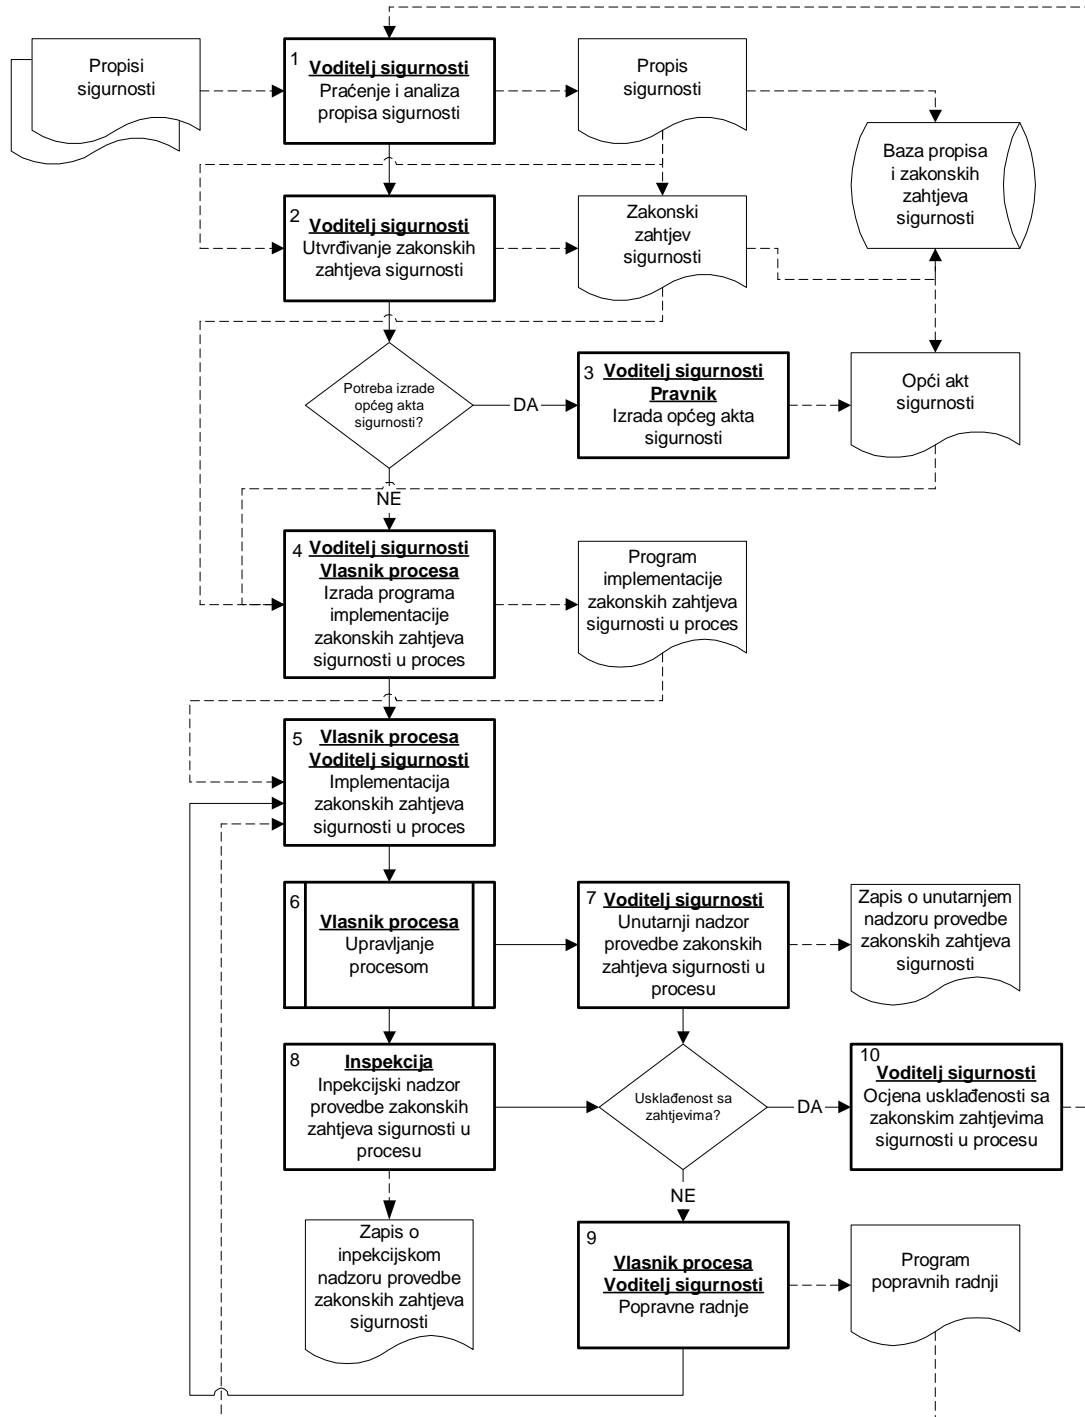 Propisi
sigurnosti
1
Voditelj sigurnosti
Praćenje i analiza
propisa sigurnosti
Propis
sigurnosti
Baza propisa
i zakonskih
zahtjeva
sigurnosti
2
Voditelj sigurnosti
Utvrđivanje zakonskih
zahtjeva sigurnosti
Zakonski
zahtjev
sigurnosti
Potreba izrade
općeg akta
sigurnosti?
DA
3
Voditelj sigurnosti
Pravnik
Izrada općeg akta
sigurnosti
Opći akt
sigurnosti
NE
4
Voditelj sigurnosti
Vlasnik procesa
Izrada programa
implementacije
zakonskih zahtjeva
sigurnosti u proces
Program
implementacije
zakonskih zahtjeva
sigurnosti u proces
5
Vlasnik procesa
Voditelj sigurnosti
Implementacija
zakonskih zahtjeva
sigurnosti u proces
6
Vlasnik procesa
Upravljanje
procesom
7
Voditelj sigurnosti
Unutarnji nadzor
provedbe zakonskih
zahtjeva sigurnosti u
procesu
Zapis o unutarnjem
nadzoru provedbe
zakonskih zahtjeva
sigurnosti
8
Inspekcija
Inpekcijski nadzor
provedbe zakonskih
zahtjeva sigurnosti u
procesu
Usklađenost sa
zahtjevima?
DA
10
Voditelj sigurnosti
Ocjena usklađenosti sa
zakonskim zahtjevima
sigurnosti u procesu
NE
Zapis o
inpekcijskom
nadzoru provedbe
zakonskih zahtjeva
sigurnosti
9
Vlasnik procesa
Voditelj sigurnosti
Popravne radnje
Program
popravnih radnji